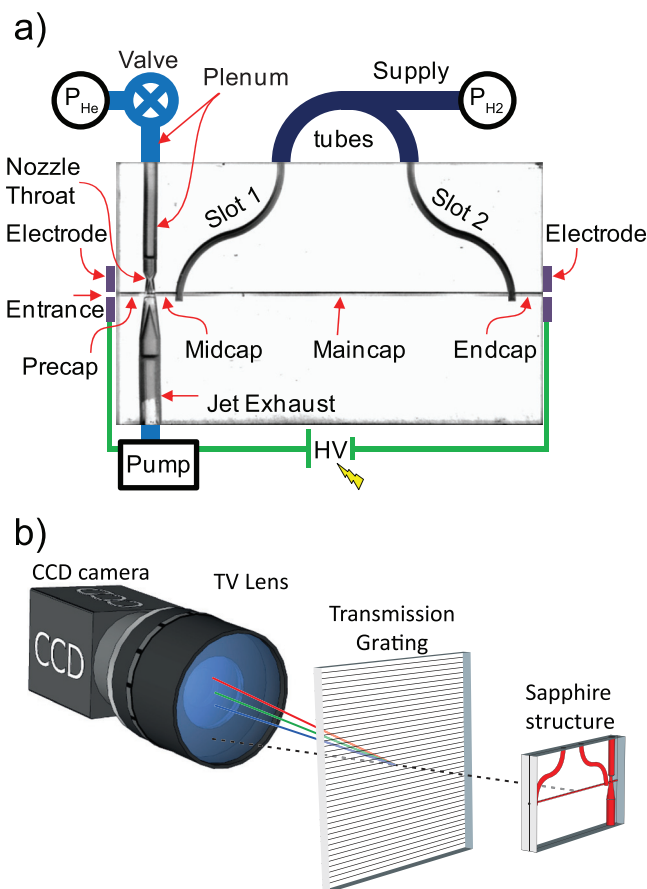 a)
Valve
Plenum
Supply
P He
P H2
tubes
Nozzle
Throat
Slot 1
Slot 2
Electrode
Electrode
Entrance
Precap
Midcap
Maincap
Endcap
Jet Exhaust
Pump
HV
b)
CCD camera
TV Lens
Transmission
Grating
Sapphire
structure
CCD
CCD